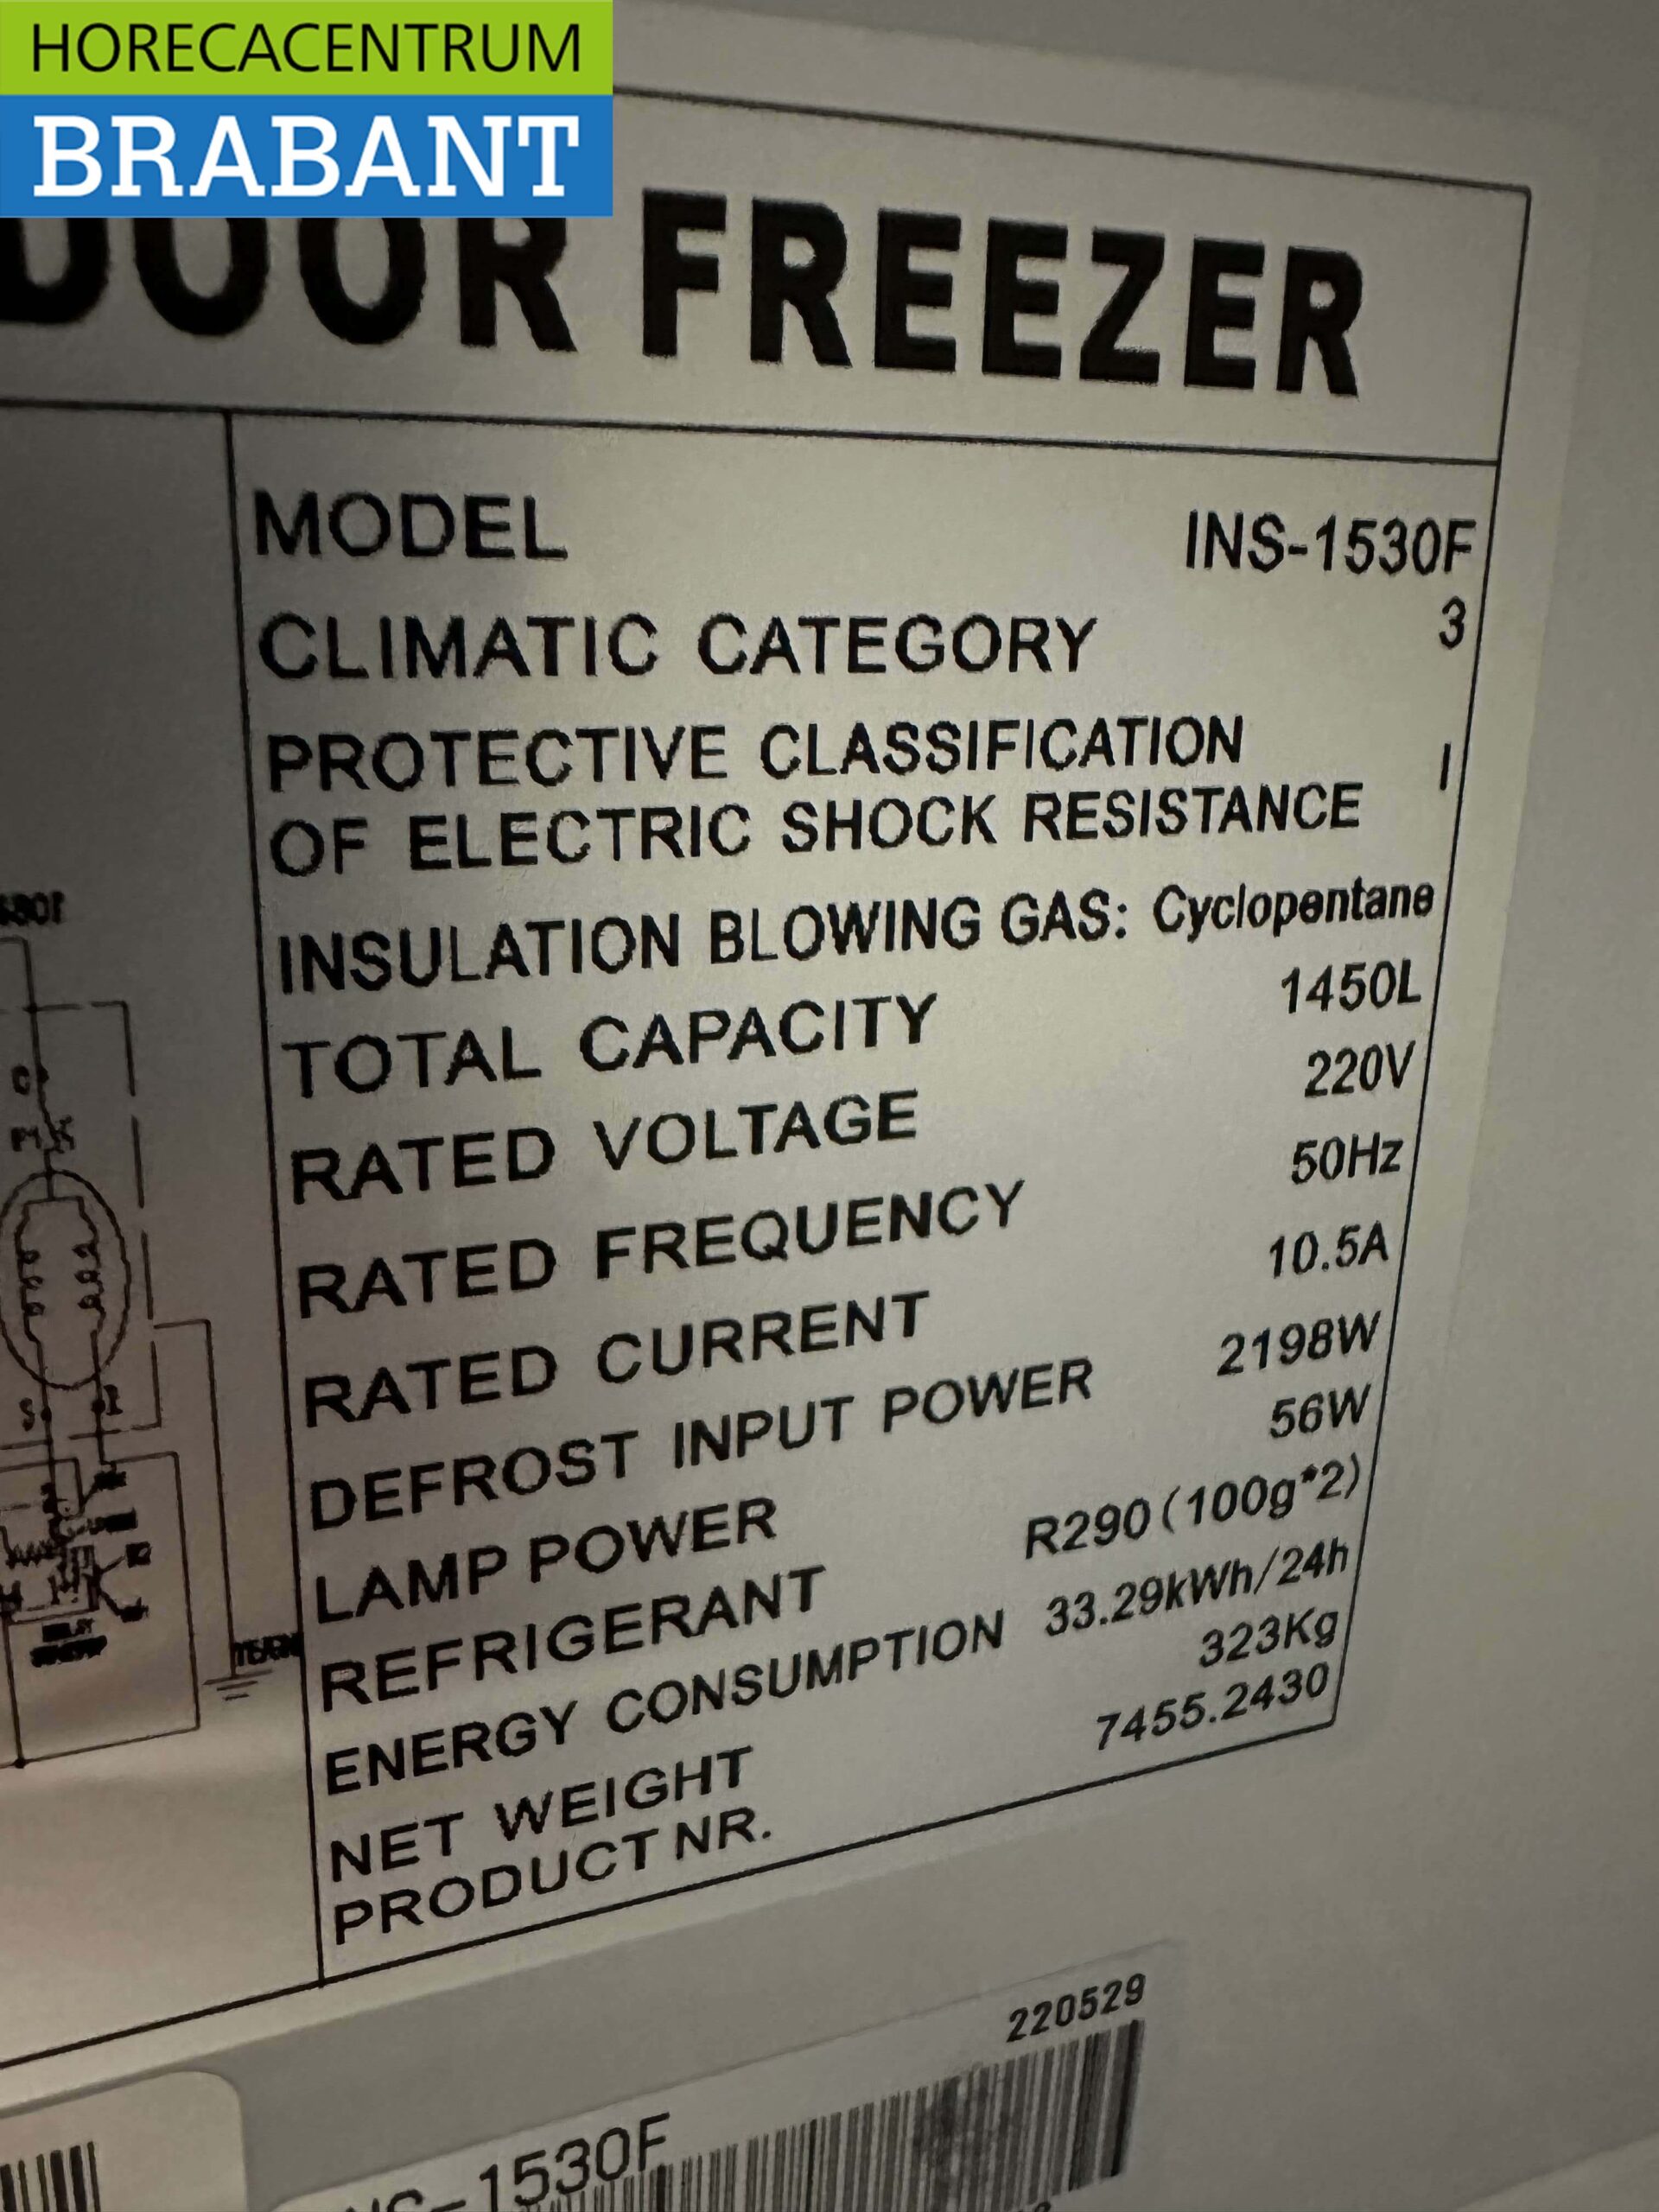 HORECACENTRUM
BRABANT
DOOR FREEZER
MODEL INS-1530F
CLIMATIC CATEGORY 3
PROTECTIVE CLASSIFICATION
OF ELECTRIC SHOCK RESISTANCE I
INSULATION BLOWING GAS: Cyclopentane
TOTAL CAPACITY 1450L
RATED VOLTAGE 220V
RATED FREQUENCY 50Hz
RATED CURRENT 10.5A
DEFROST INPUT POWER 2198W
LAMP POWER 56W
REFRIGERANT R290(100g*2)
ENERGY CONSUMPTION 33.29kWh/24h
NET WEIGHT 323Kg
PRODUCT NR. 7455.2430
220529
NS-1530F